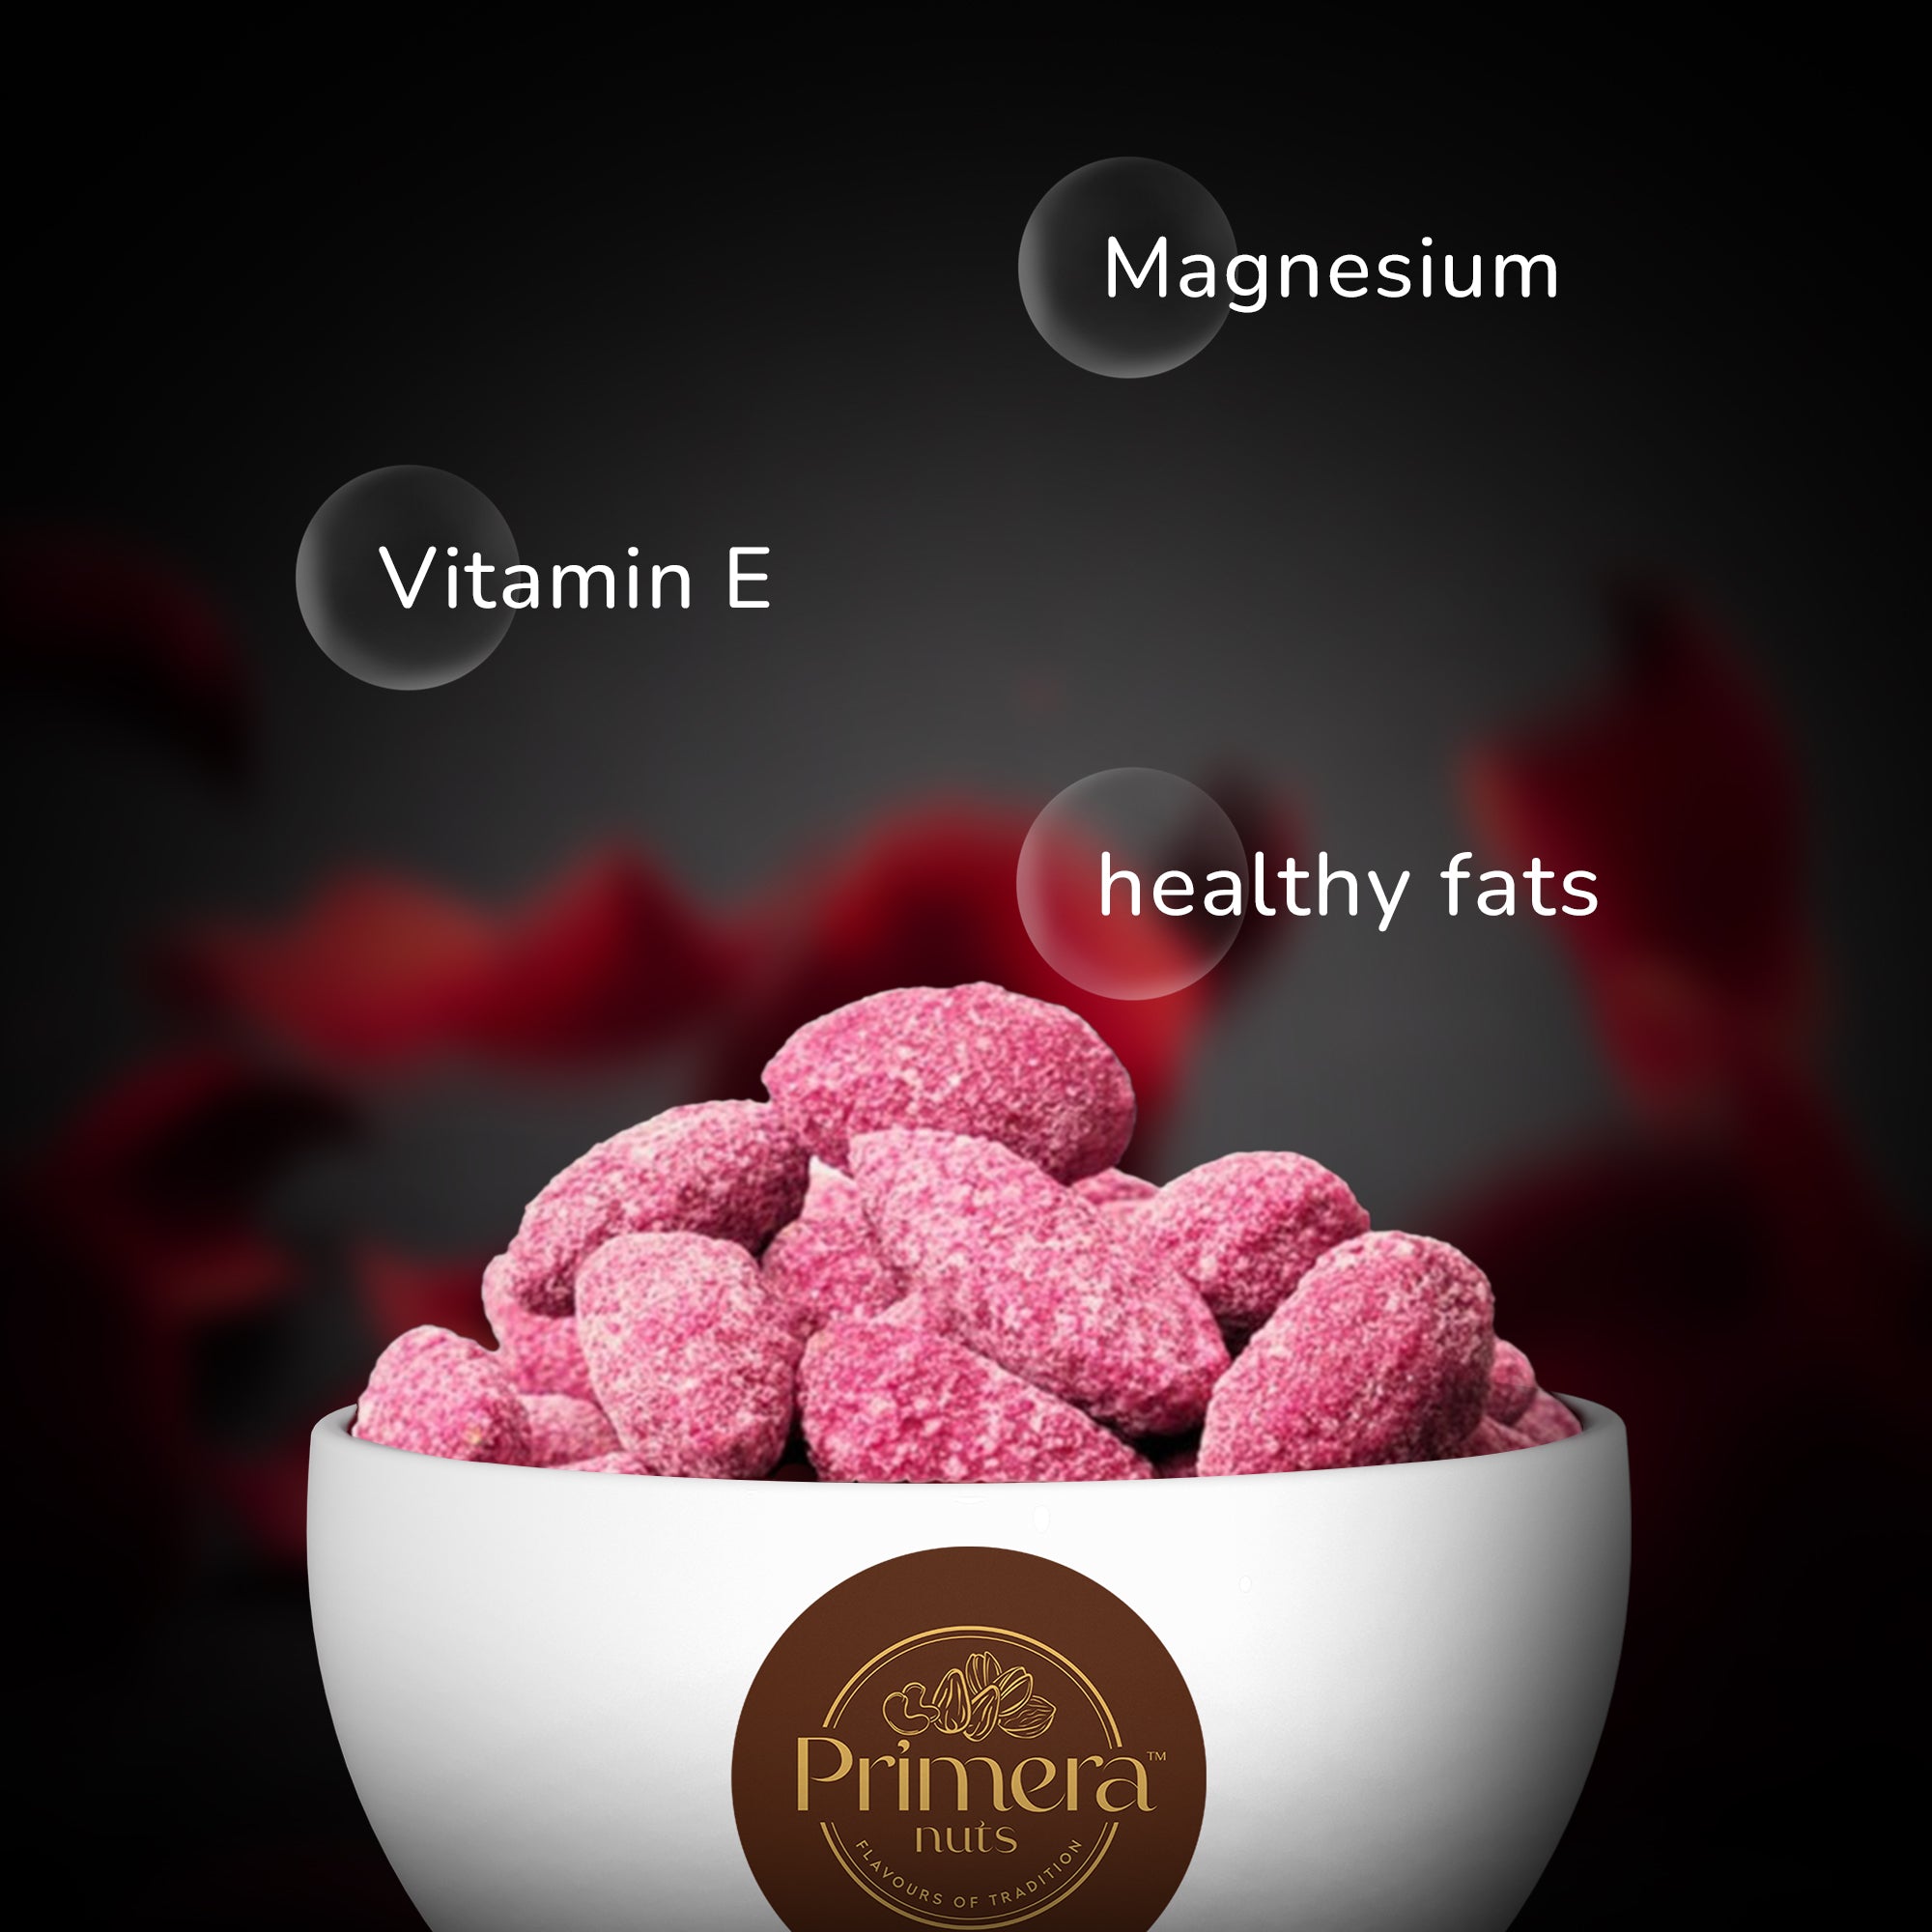 Magnesium
Vitamin E
healthy fats
Primera™
nuts
FLAVOURS OF TRADITION